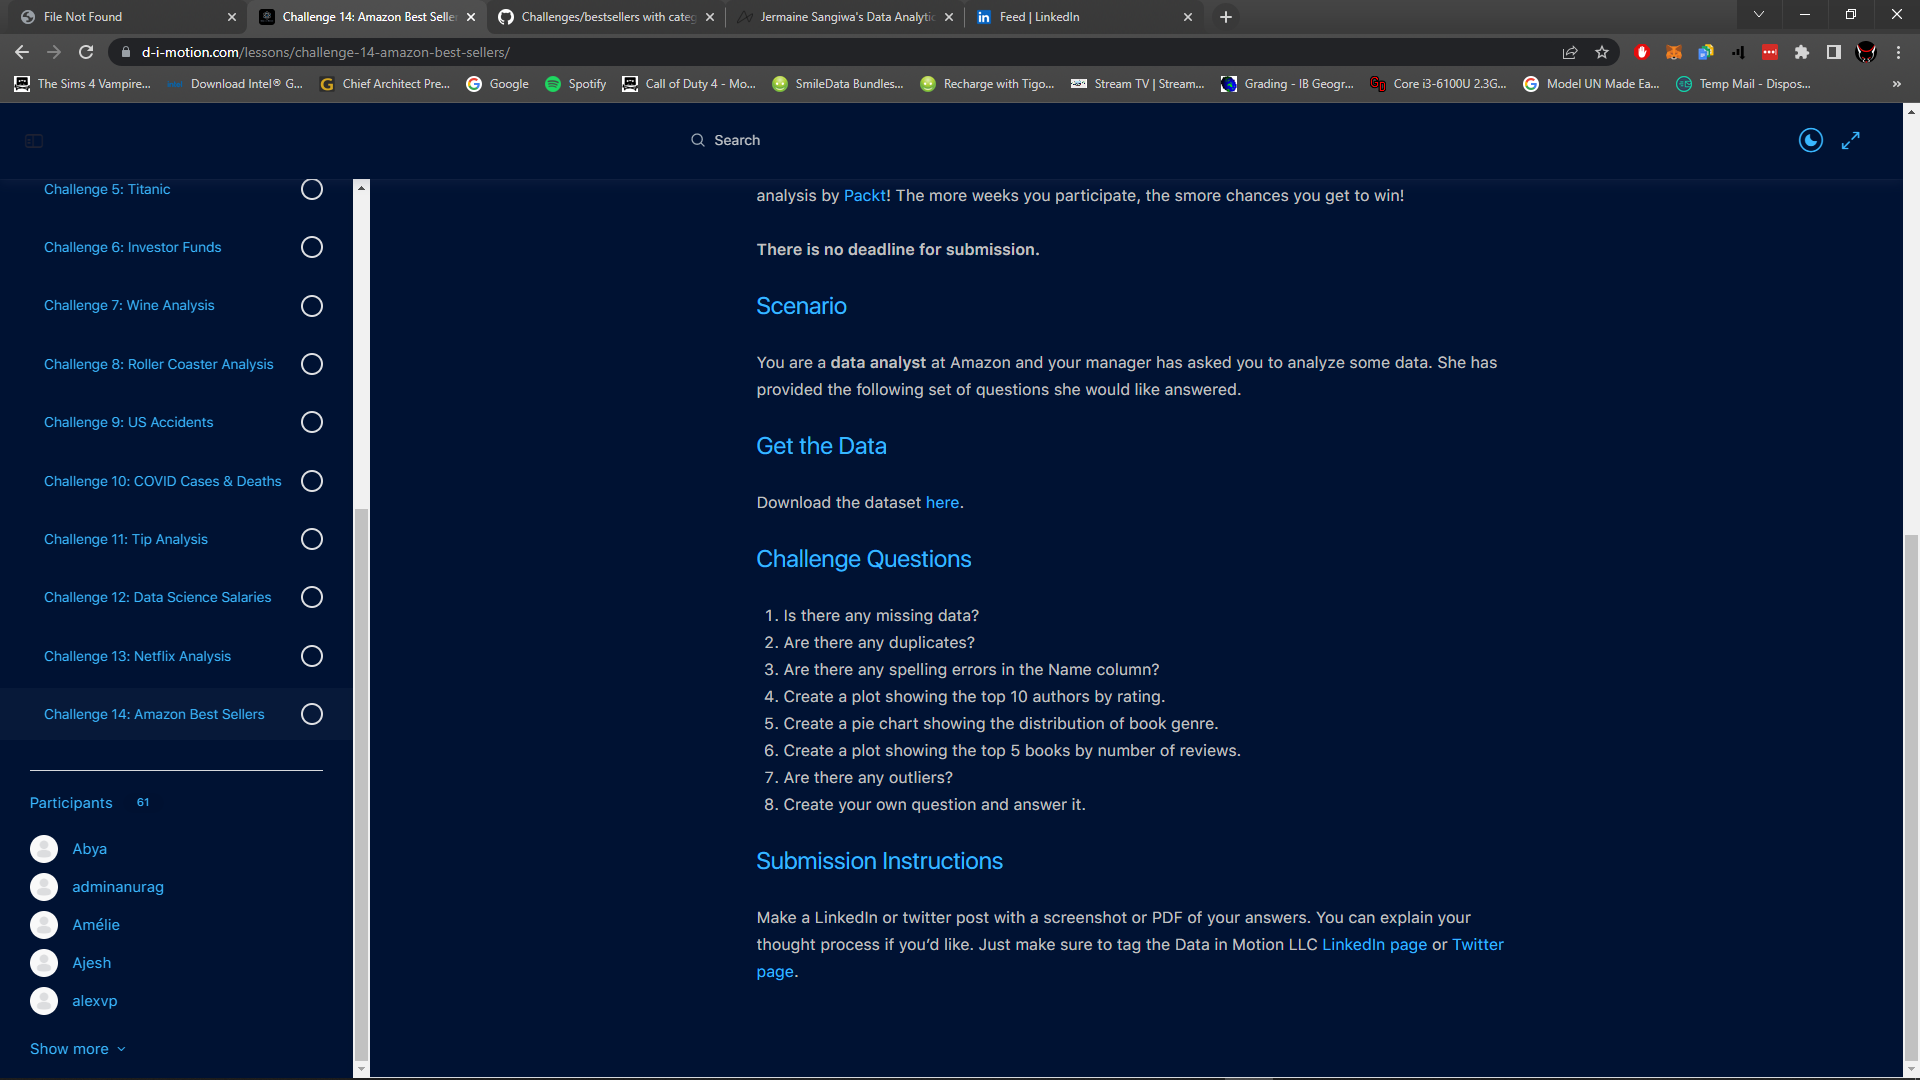 File Not Found
Challenge 14: Amazon Best Selle
Challenges/bestsellers with categ
Jermaine Sangiwa's Data Analytic
Feed | LinkedIn
d-i-motion.com/lessons/challenge-14-amazon-best-sellers/
The Sims 4 Vampire...
Download Intel® G...
Chief Architect Pre...
Google
Spotify
Call of Duty 4 - Mo...
SmileData Bundles...
Recharge with Tigo...
Stream TV | Stream...
Grading - IB Geogr...
Core i3-6100U 2.3G...
Model UN Made Ea...
Temp Mail - Dispos...
»
Search
Challenge 5: Titanic
Challenge 6: Investor Funds
Challenge 7: Wine Analysis
Challenge 8: Roller Coaster Analysis
Challenge 9: US Accidents
Challenge 10: COVID Cases & Deaths
Challenge 11: Tip Analysis
Challenge 12: Data Science Salaries
Challenge 13: Netflix Analysis
Challenge 14: Amazon Best Sellers
Participants 61
Abya
adminanurag
Amélie
Ajesh
alexvp
Show more
analysis by Packt! The more weeks you participate, the smore chances you get to win!
There is no deadline for submission.
Scenario
You are a data analyst at Amazon and your manager has asked you to analyze some data. She has
provided the following set of questions she would like answered.
Get the Data
Download the dataset here.
Challenge Questions
1. Is there any missing data?
2. Are there any duplicates?
3. Are there any spelling errors in the Name column?
4. Create a plot showing the top 10 authors by rating.
5. Create a pie chart showing the distribution of book genre.
6. Create a plot showing the top 5 books by number of reviews.
7. Are there any outliers?
8. Create your own question and answer it.
Submission Instructions
Make a LinkedIn or twitter post with a screenshot or PDF of your answers. You can explain your
thought process if you’d like. Just make sure to tag the Data in Motion LLC LinkedIn page or Twitter
page.